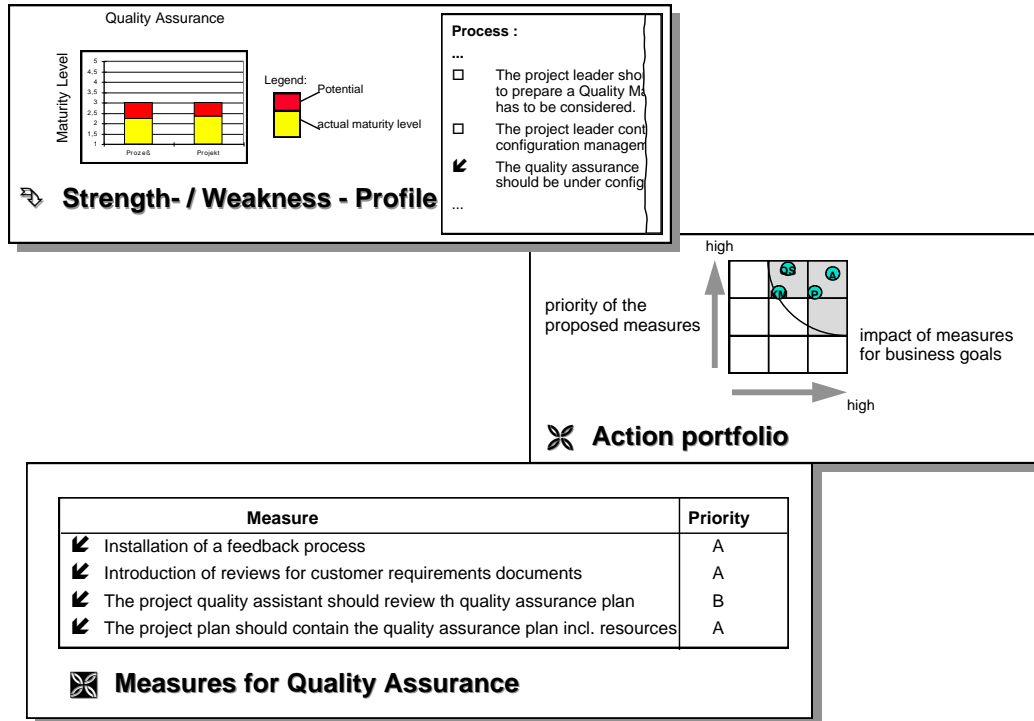 Quality Assurance
Maturity Level
5
4,5
4
3,5
3
2,5
2
1,5
1
Prozeß
Projekt
Legend:
Potential
actual maturity level
Strength- / Weakness - Profile
Process :
...
The project leader sho
to prepare a Quality Ma
has to be considered.
The project leader cont
configuration managem
The quality assurance
should be under config
...
high
QS
A
KM
P
priority of the
proposed measures
impact of measures
for business goals
high
Action portfolio
Measure Priority
Installation of a feedback process A
Introduction of reviews for customer requirements documents A
The project quality assistant should review th quality assurance plan B
The project plan should contain the quality assurance plan incl. resources A
Measures for Quality Assurance